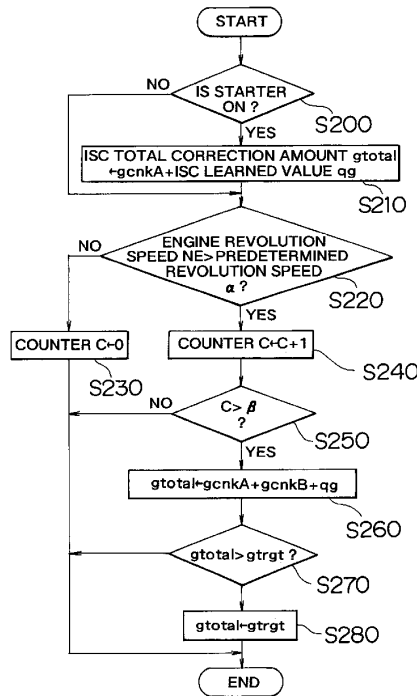 START
NO
IS STARTER
ON ?
S200
YES
ISC TOTAL CORRECTION AMOUNT gtotal
←gcnkA+ISC LEARNED VALUE qg
S210
NO
ENGINE REVOLUTION
SPEED NE>PREDETERMINED
REVOLUTION SPEED
α ?
S220
YES
COUNTER C←0
S230
COUNTER C←C+1
S240
NO
C> β
?
S250
YES
gtotal←gcnkA+gcnkB+qg
S260
gtotal>gtrgt ?
S270
gtotal←gtrgt
S280
END